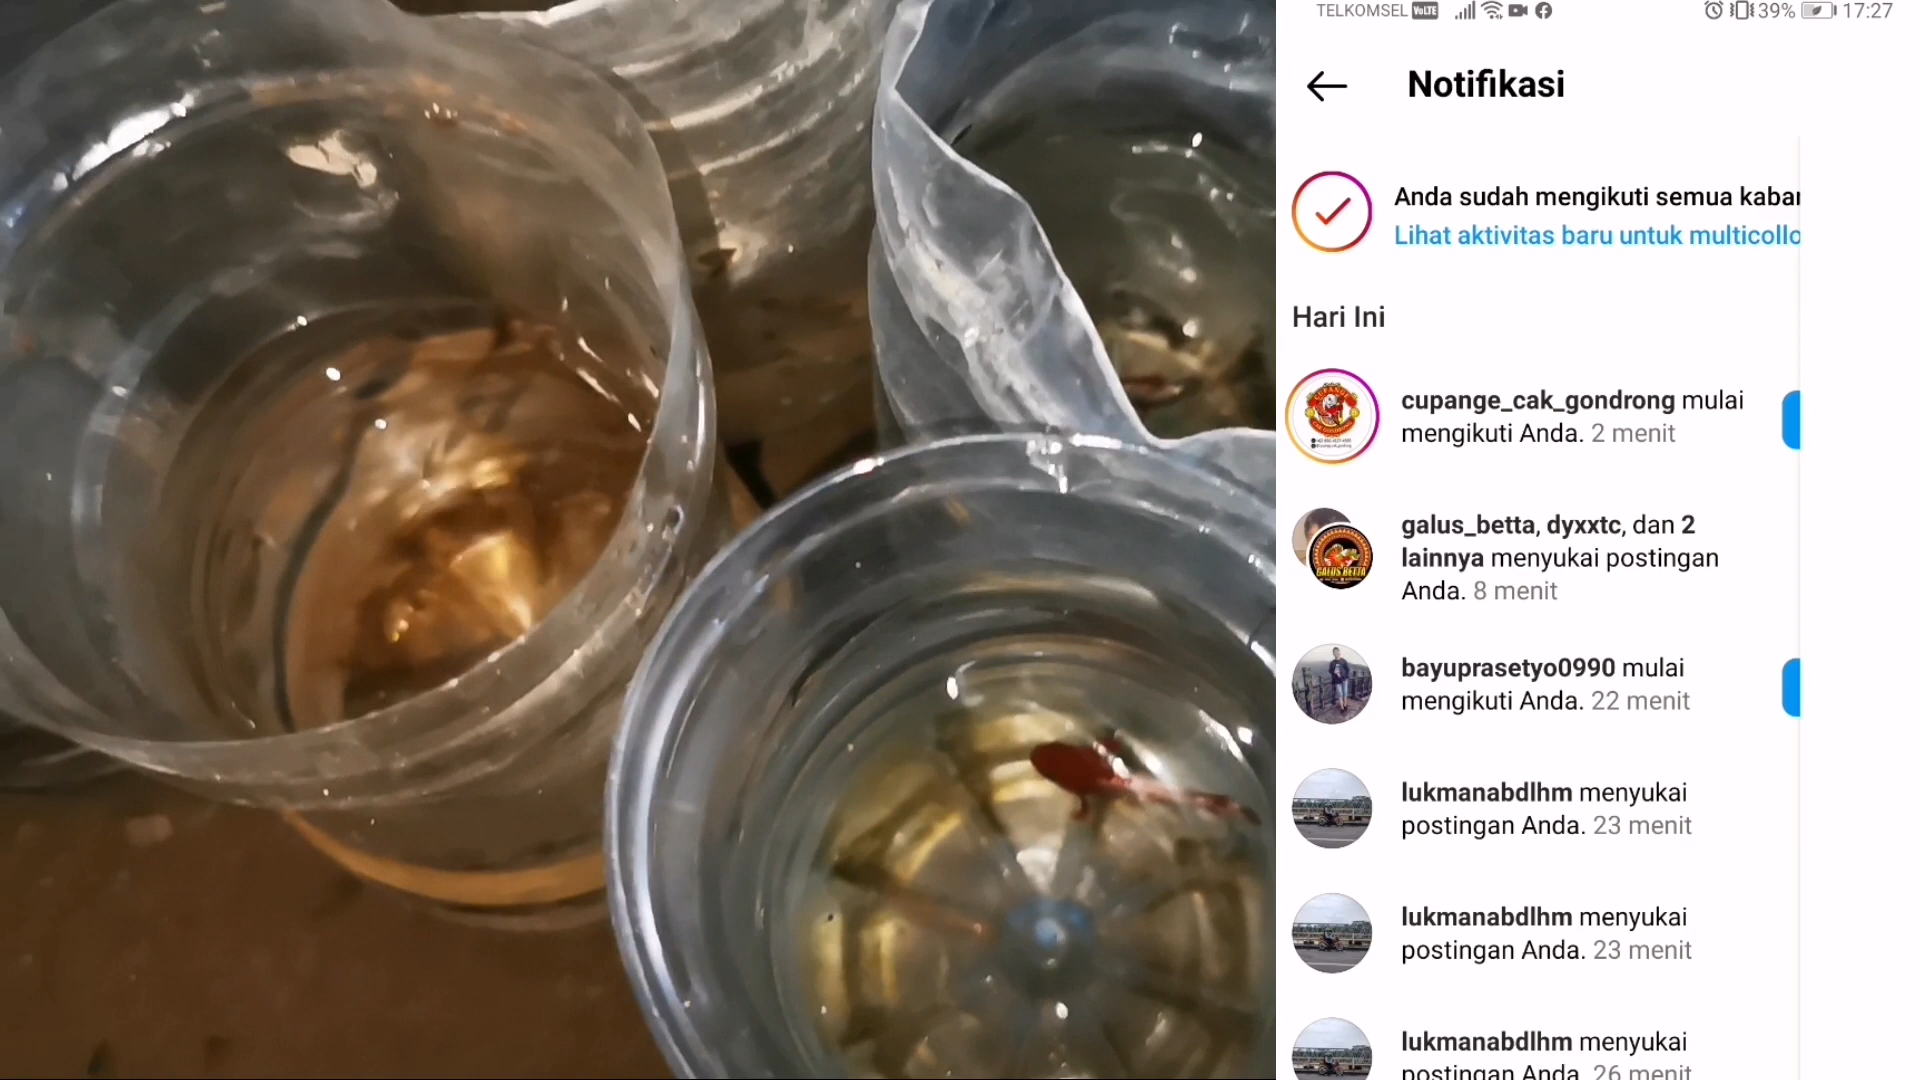 TELKOMSEL VoLTE 39% 17:27
Notifikasi
Anda sudah mengikuti semua kabar
Lihat aktivitas baru untuk multicollo
Hari Ini
cupange_cak_gondrong mulai
mengikuti Anda. 2 menit
galus_betta, dyxxtc, dan 2
lainnya menyukai postingan
Anda. 8 menit
GALUS BETTA
bayuprasetyo0990 mulai
mengikuti Anda. 22 menit
lukmanabdlhm menyukai
postingan Anda. 23 menit
lukmanabdlhm menyukai
postingan Anda. 23 menit
lukmanabdlhm menyukai
postingan Anda. 26 menit